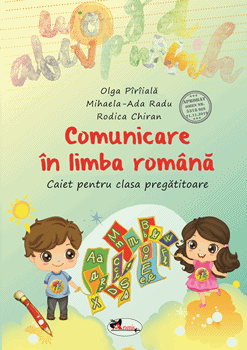 Olga Pîrîială
Mihaela-Ada Radu
Rodica Chiran
Comunicare
în limba română
Caiet pentru clasa pregătitoare